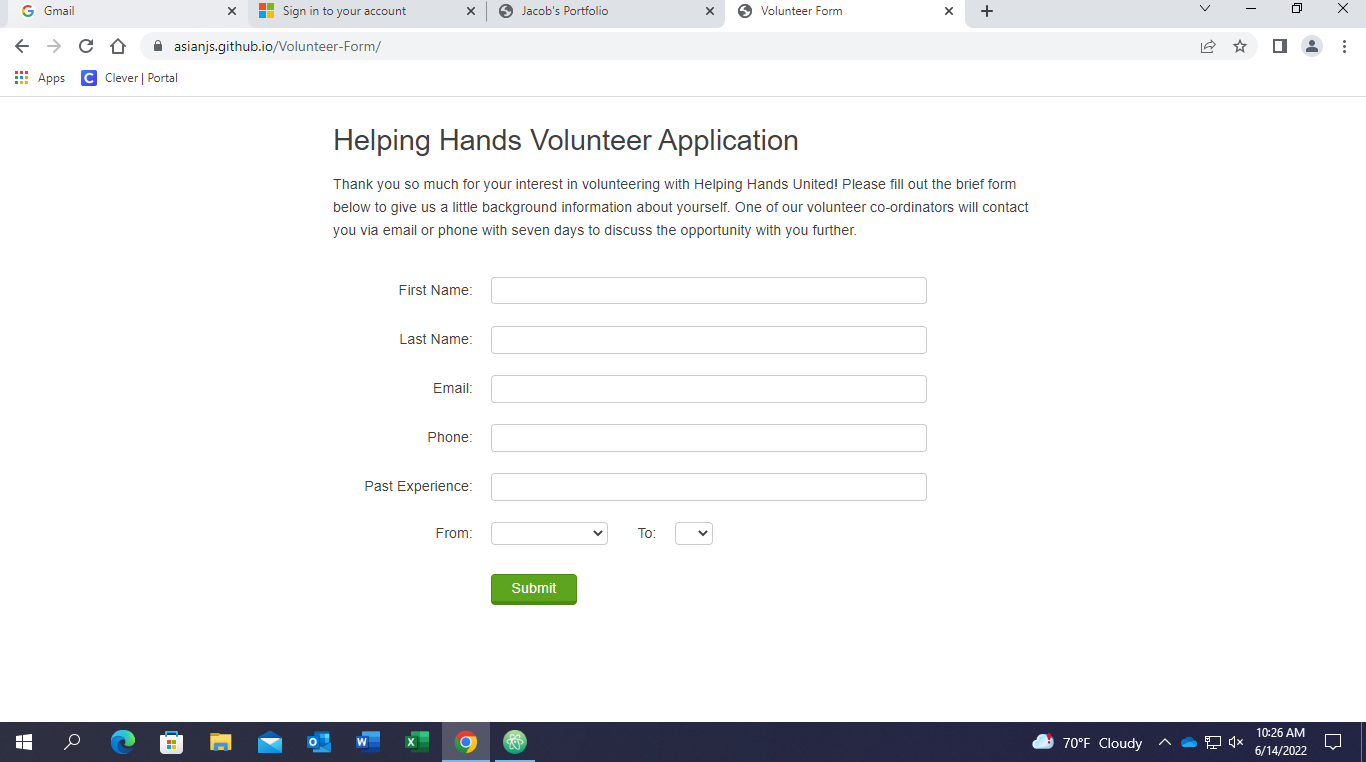 Gmail
Sign in to your account
Jacob's Portfolio
Volunteer Form
asianjs.github.io/Volunteer-Form/
Apps
Clever | Portal
Helping Hands Volunteer Application
Thank you so much for your interest in volunteering with Helping Hands United! Please fill out the brief form
below to give us a little background information about yourself. One of our volunteer co-ordinators will contact
you via email or phone with seven days to discuss the opportunity with you further.
First Name:
Last Name:
Email:
Phone:
Past Experience:
From:
To:
Submit
70°F Cloudy
10:26 AM
6/14/2022